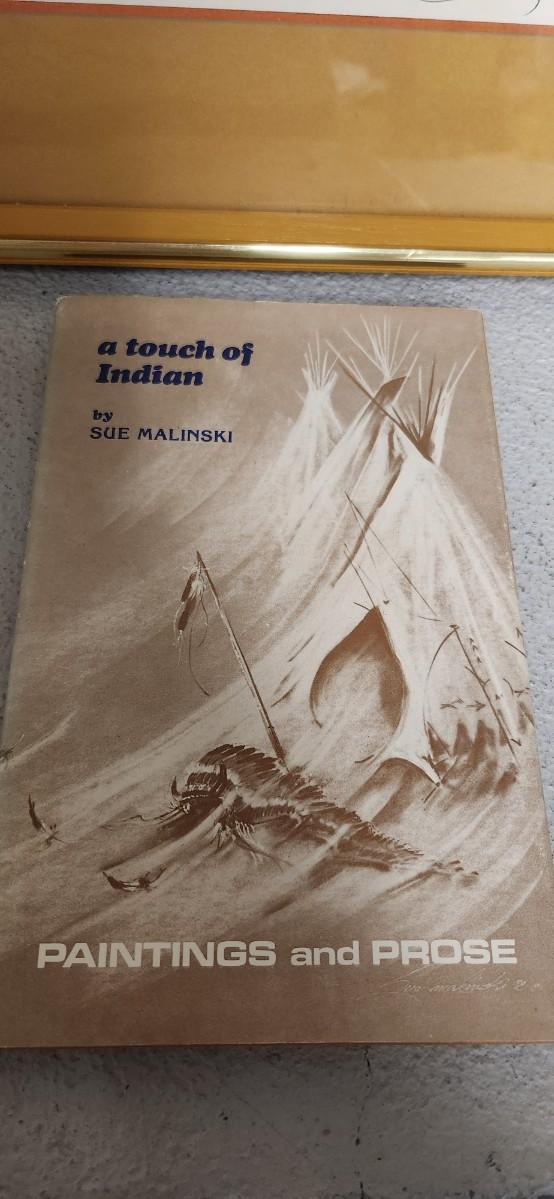 a touch of
Indian
by
SUE MALINSKI
PAINTINGS and PROSE